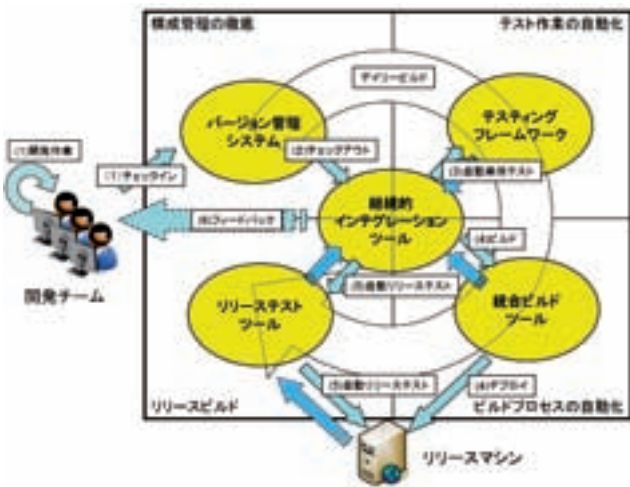 構成管理の徹底
テスト作業の自動化
デイリービルド
バージョン管理
システム
テスティング
フレームワーク
(1)開発作業
(1)チェックイン
(2)チェックアウト
(3)自動単体テスト
継続的
インテグレーション
ツール
(6)フィードバック
(4)ビルド
開発チーム
(5)自動リリーステスト
リリーステスト
ツール
統合ビルド
ツール
(5)自動リリーステスト
(4)デプロイ
リリースビルド
ビルドプロセスの自動化
リリースマシン